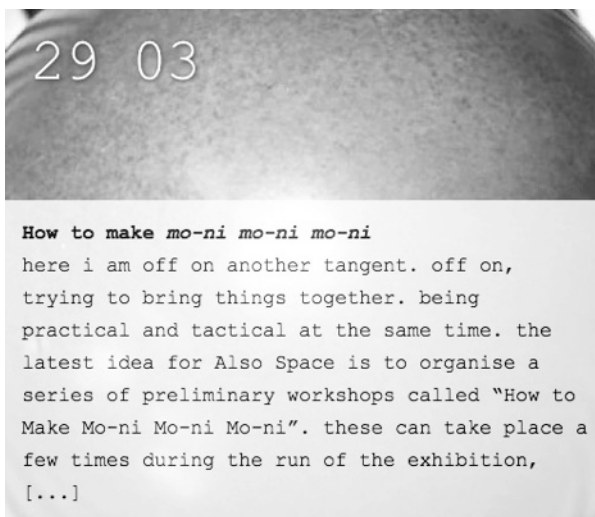 29 03
How to make mo-ni mo-ni mo-ni
here i am off on another tangent. off on,
trying to bring things together. being
practical and tactical at the same time. the
latest idea for Also Space is to organise a
series of preliminary workshops called “How to
Make Mo-ni Mo-ni Mo-ni”. these can take place a
few times during the run of the exhibition,
[...]